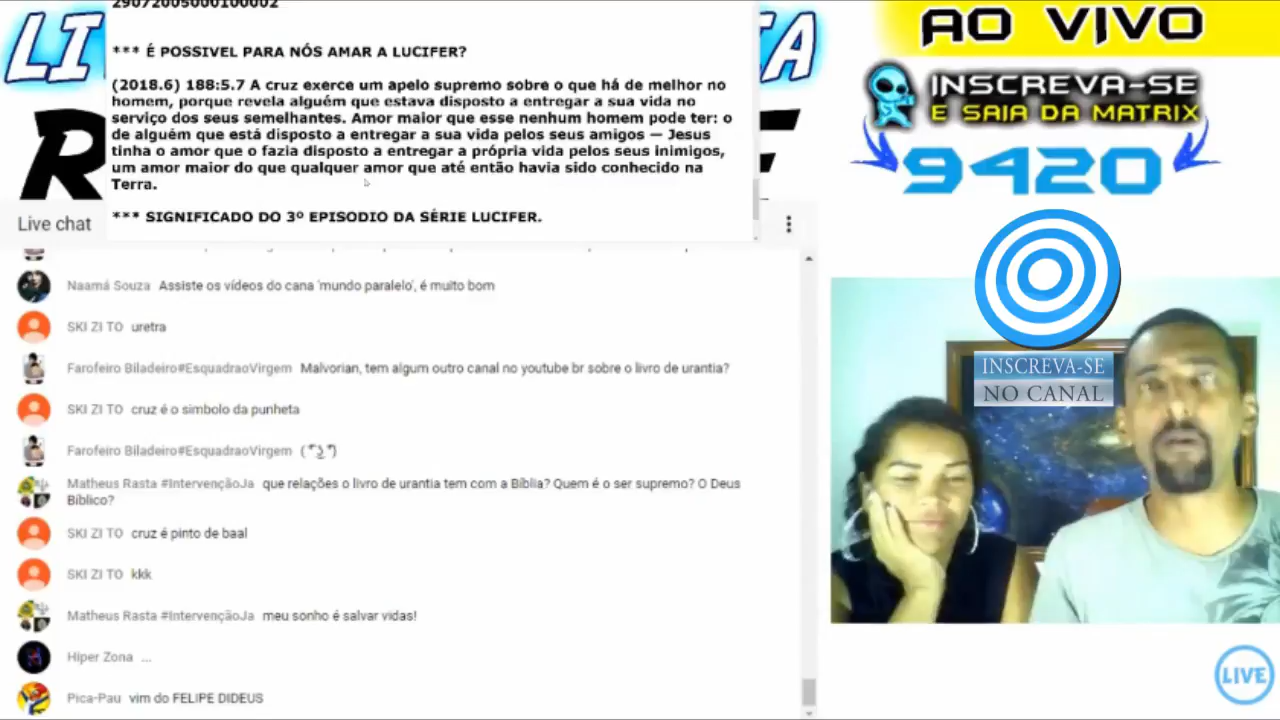 29072005000100002
*** É POSSIVEL PARA NÓS AMAR A LUCIFER?
(2018.6) 188:5.7 A cruz exerce um apelo supremo sobre o que há de melhor no
homem, porque revela alguém que estava disposto a entregar a sua vida no
serviço dos seus semelhantes. Amor maior que esse nenhum homem pode ter: o
de alguém que está disposto a entregar a sua vida pelos seus amigos — Jesus
tinha o amor que o fazia disposto a entregar a própria vida pelos seus inimigos,
um amor maior do que qualquer amor que até então havia sido conhecido na
Terra.
*** SIGNIFICADO DO 3º EPISODIO DA SÉRIE LUCIFER.
Live chat
Naamá Souza Assiste os vídeos do cana 'mundo paralelo', é muito bom
SKI ZI TO uretra
Farofeiro Biladeiro#EsquadraoVirgem Malvorian, tem algum outro canal no youtube br sobre o livro de urantia?
SKI ZI TO cruz é o simbolo da punheta
Farofeiro Biladeiro#EsquadraoVirgem ( ͡° ͜ʖ ͡°)
Matheus Rasta #IntervençãoJa que relações o livro de urantia tem com a Bíblia? Quem é o ser supremo? O Deus
Bíblico?
SKI ZI TO cruz é pinto de baal
SKI ZI TO kkk
Matheus Rasta #IntervençãoJa meu sonho é salvar vidas!
Hiper Zona ...
Pica-Pau vim do FELIPE DIDEUS
AO VIVO
INSCREVA-SE
E SAIA DA MATRIX
9420
INSCREVA-SE
NO CANAL
LIVE